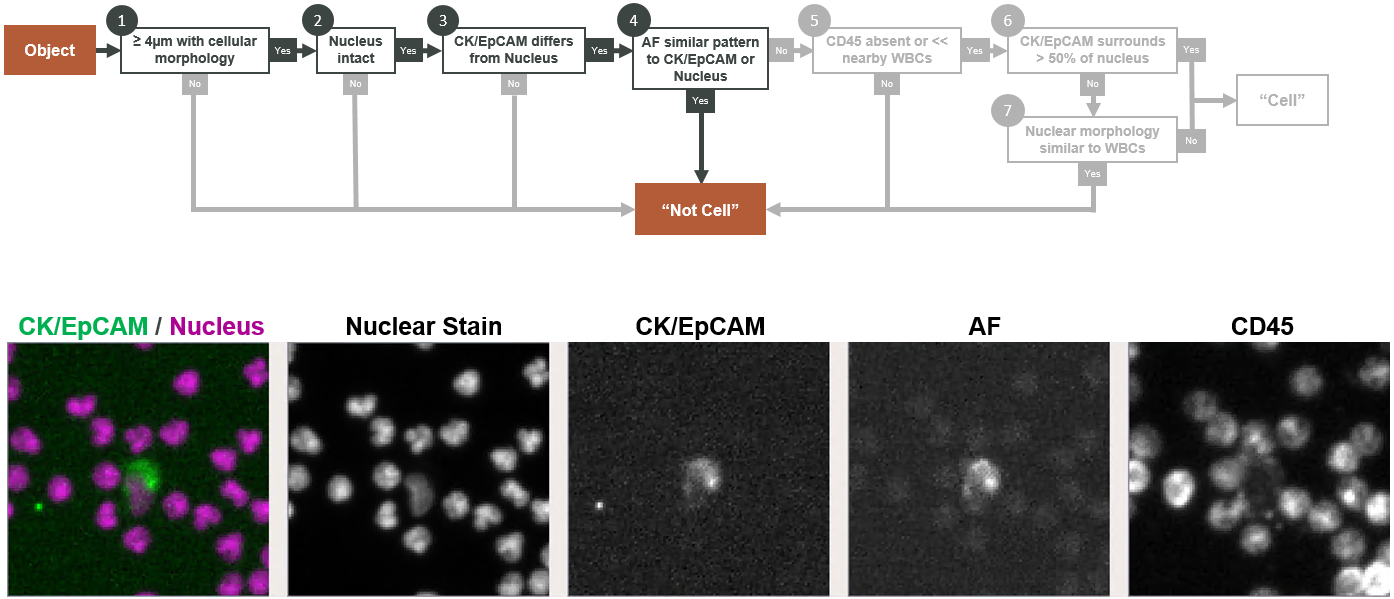 Object
1
≥ 4µm with cellular
morphology
Yes
No
2
Nucleus
intact
Yes
No
3
CK/EpCAM differs
from Nucleus
Yes
No
4
AF similar pattern
to CK/EpCAM or
Nucleus
No
Yes
5
CD45 absent or <<
nearby WBCs
Yes
No
6
CK/EpCAM surrounds
> 50% of nucleus
Yes
No
7
Nuclear morphology
similar to WBCs
No
Yes
“Cell”
“Not Cell”
CK/EpCAM / Nucleus
Nuclear Stain
CK/EpCAM
AF
CD45